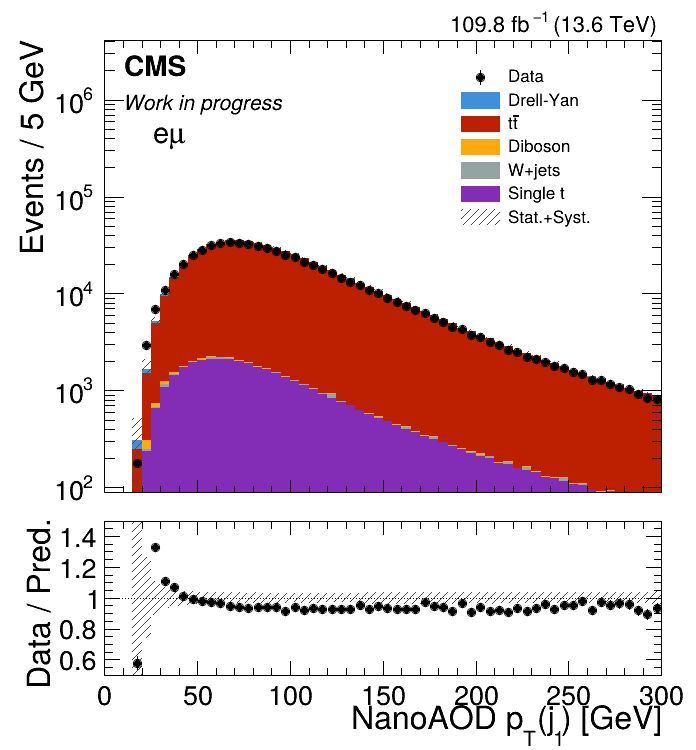 109.8 fb⁻¹ (13.6 TeV)
CMS
Work in progress
eμ
Data
Drell-Yan
tt̄
Diboson
W+jets
Single t
Stat.+Syst.
Events / 5 GeV
10⁶
10⁵
10⁴
10³
10²
Data / Pred.
1.4
1.2
1
0.8
0.6
0 50 100 150 200 250 300
NanoAOD p_T(j_1) [GeV]